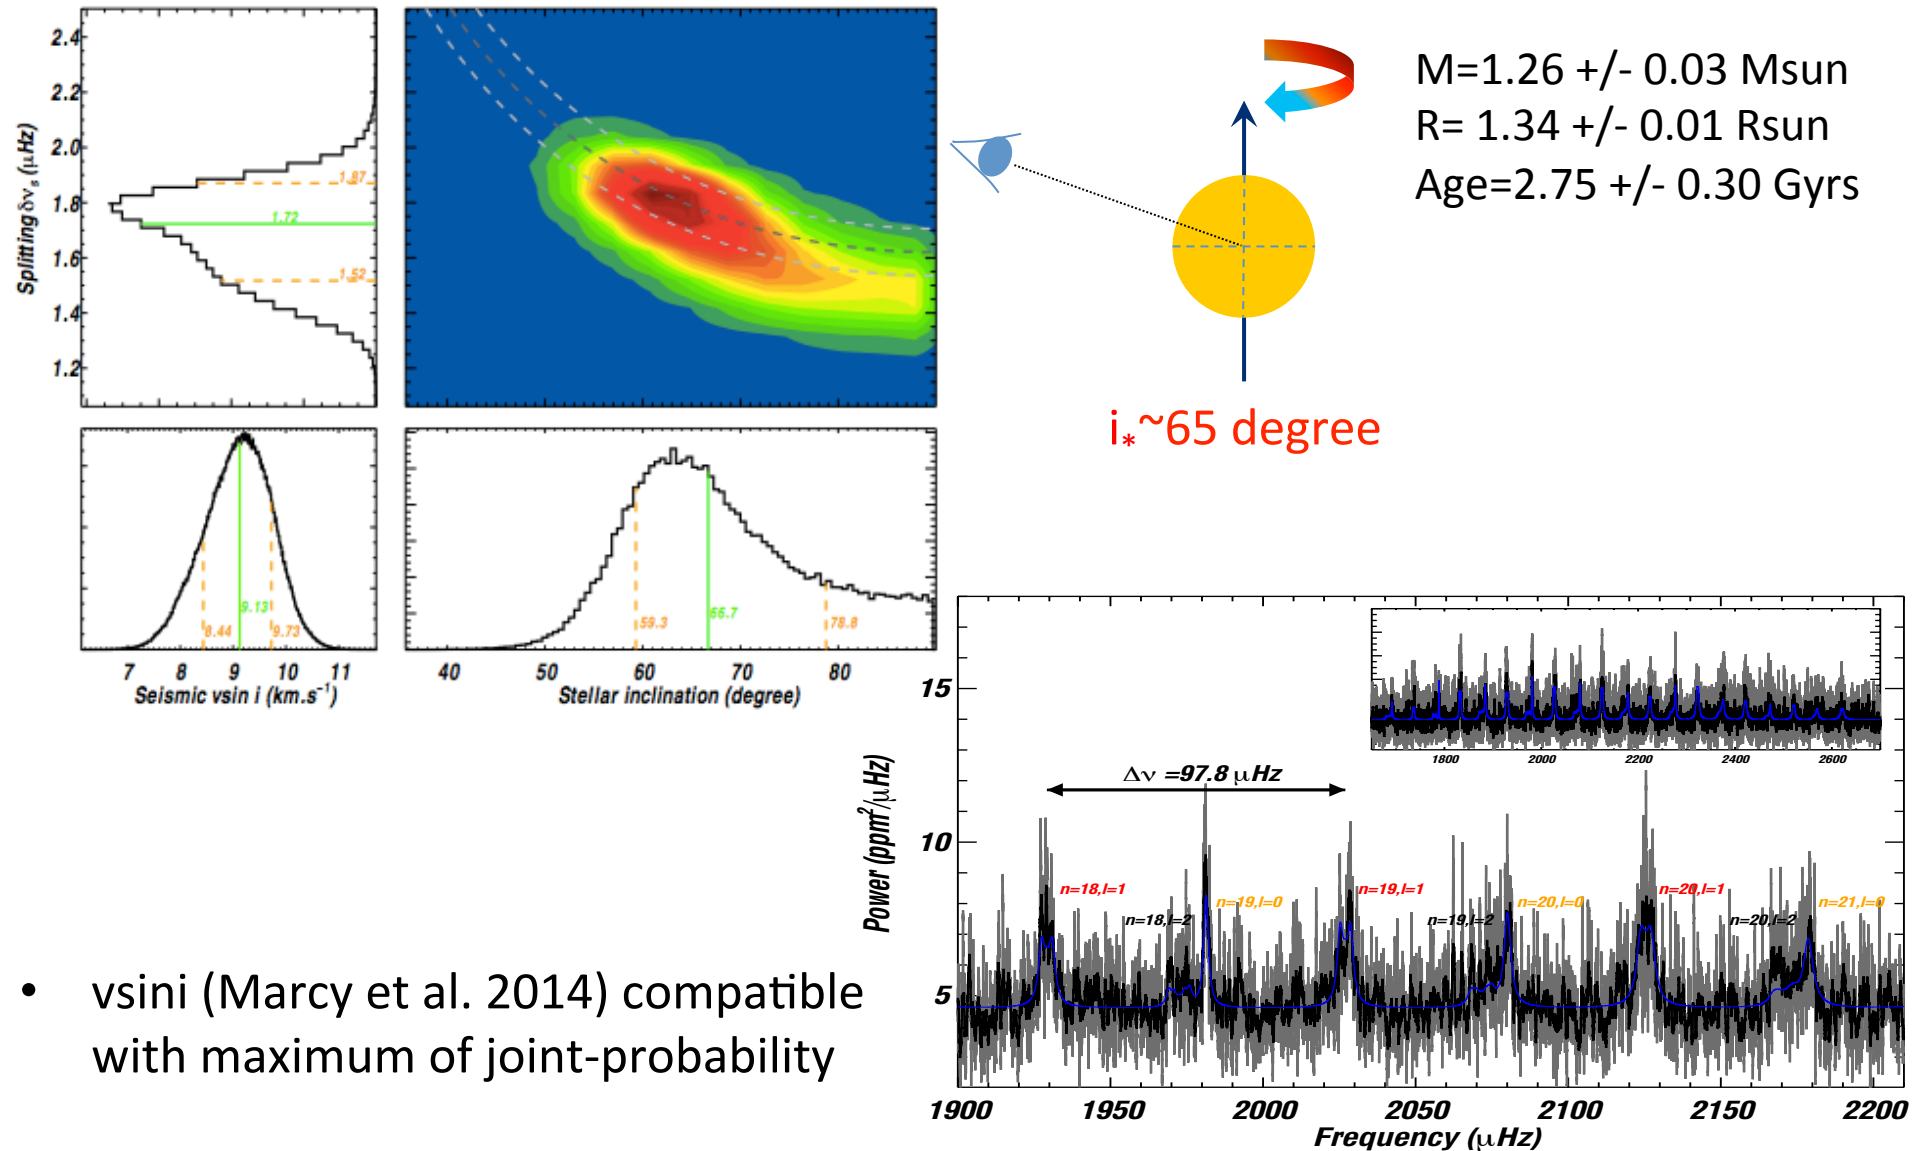 2.4
2.2
2.0
1.8
1.6
1.4
1.2
Splitting δνs (μHz)
1.87
1.72
1.52
M=1.26 +/- 0.03 Msun
R= 1.34 +/- 0.01 Rsun
Age=2.75 +/- 0.30 Gyrs
i*~65 degree
8.44
9.13
9.73
7 8 9 10 11
Seismic vsin i (km.s⁻¹)
59.3
66.7
78.8
40 50 60 70 80
Stellar inclination (degree)
15
10
5
Power (ppm²/μHz)
1800 2000 2200 2400 2600
Δν =97.8 μHz
n=18,l=1
n=18,l=2
n=19,l=0
n=19,l=1
n=19,l=2
n=20,l=0
n=20,l=1
n=20,l=2
n=21,l=0
1900 1950 2000 2050 2100 2150 2200
Frequency (μHz)
• vsini (Marcy et al. 2014) compatible
with maximum of joint-probability